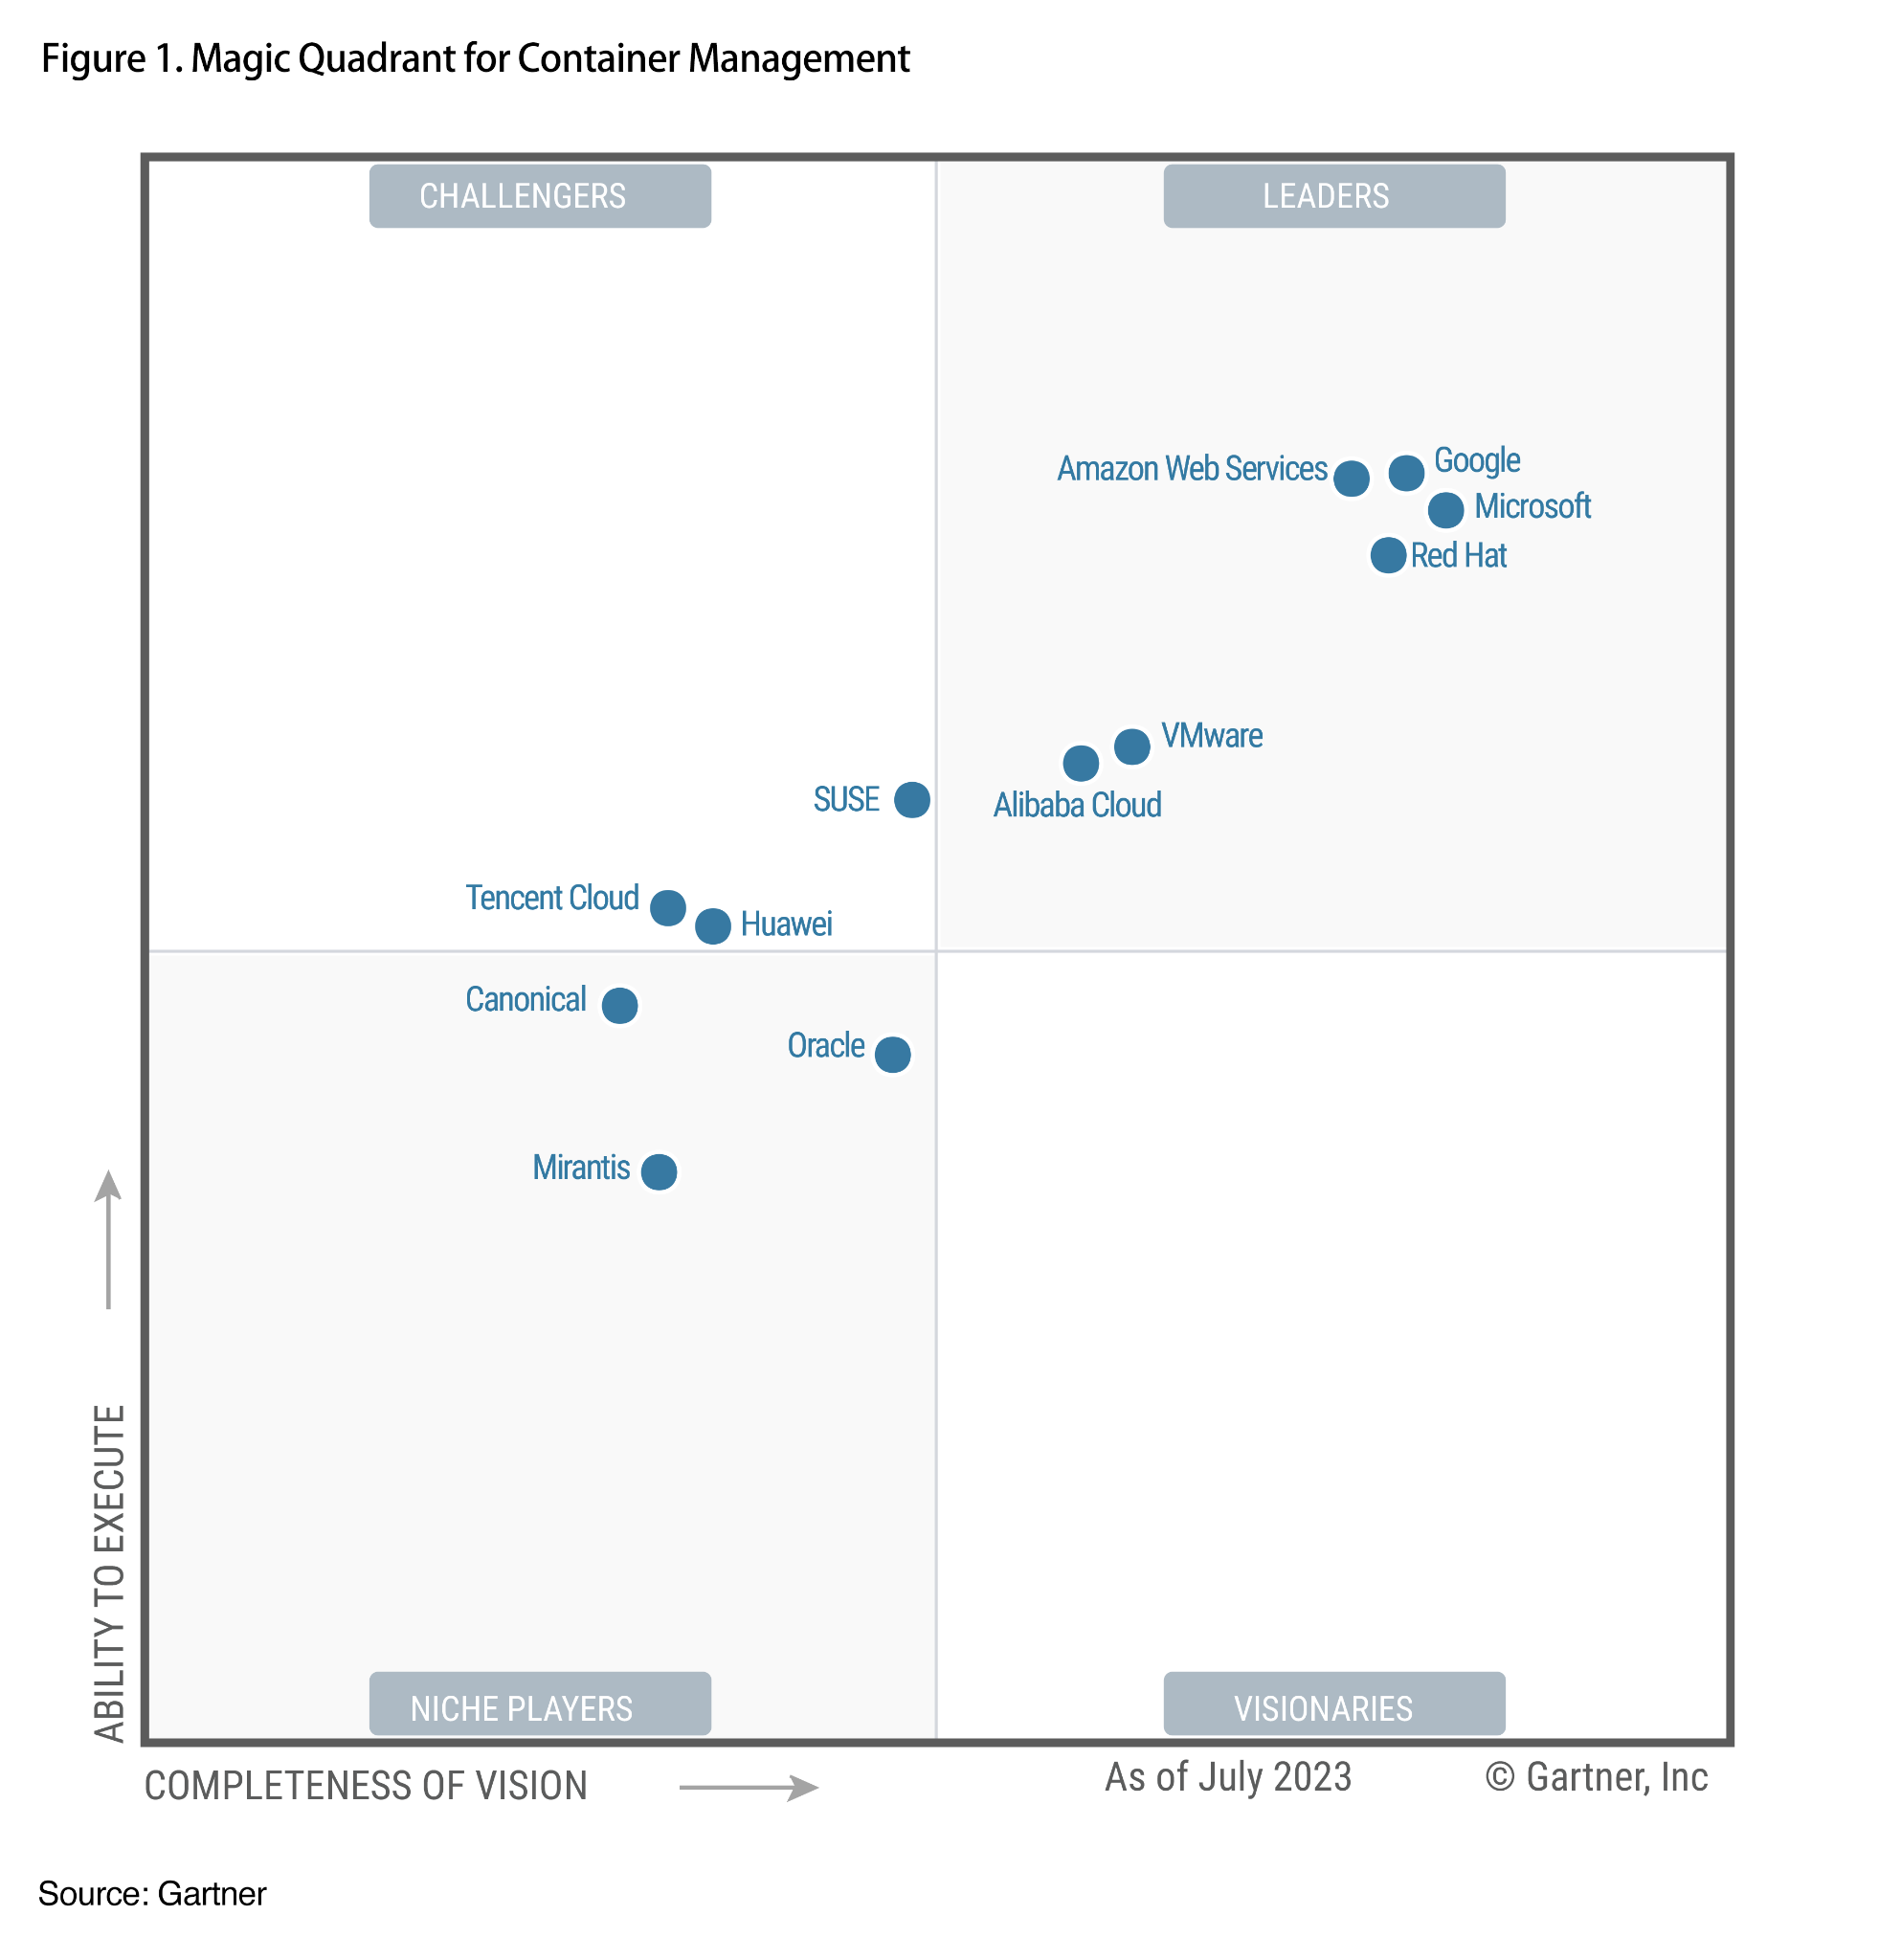 Figure 1. Magic Quadrant for Container Management
CHALLENGERS
LEADERS
Amazon Web Services
Google
Microsoft
Red Hat
VMware
Alibaba Cloud
SUSE
Tencent Cloud
Huawei
Canonical
Oracle
Mirantis
ABILITY TO EXECUTE
NICHE PLAYERS
VISIONARIES
COMPLETENESS OF VISION
As of July 2023
© Gartner, Inc
Source: Gartner